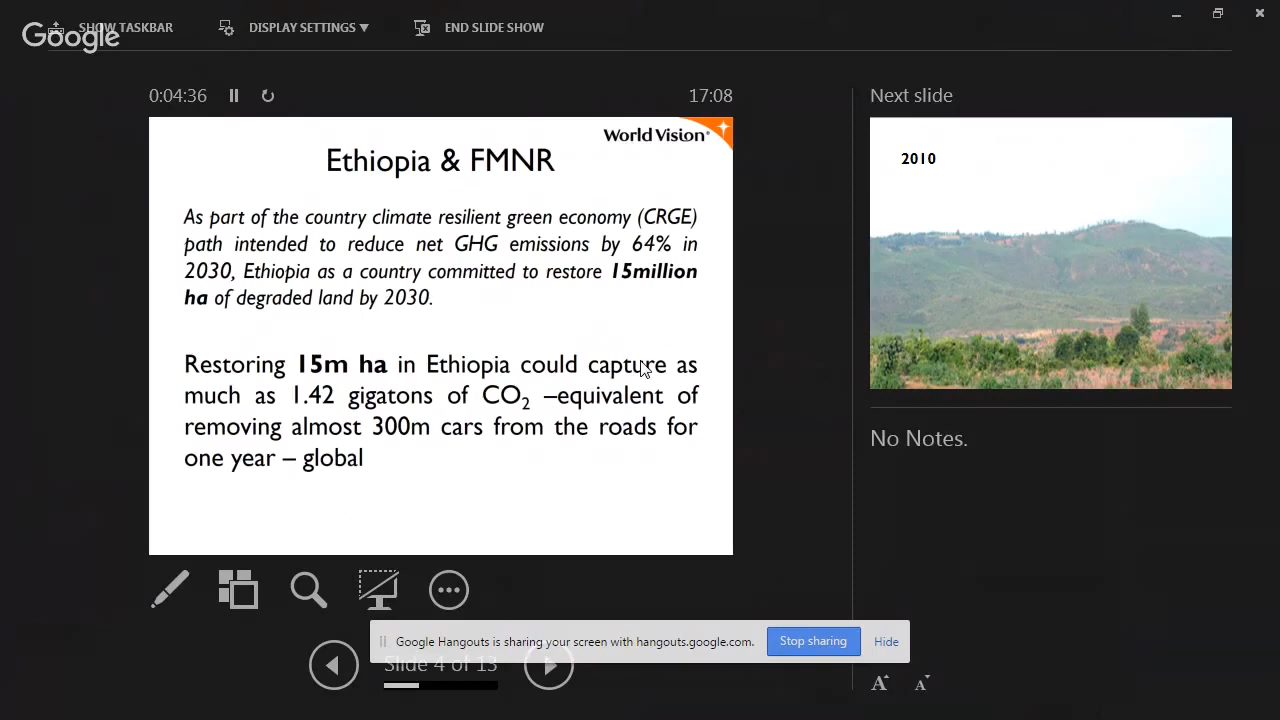 Google
SHOW TASKBAR
DISPLAY SETTINGS
END SLIDE SHOW
0:04:36
17:08
World Vision
Ethiopia & FMNR
As part of the country climate resilient green economy (CRGE)
path intended to reduce net GHG emissions by 64% in
2030, Ethiopia as a country committed to restore 15million
ha of degraded land by 2030.
Restoring 15m ha in Ethiopia could capture as
much as 1.42 gigatons of CO₂ –equivalent of
removing almost 300m cars from the roads for
one year – global
Next slide
2010
No Notes.
Google Hangouts is sharing your screen with hangouts.google.com.
Stop sharing
Hide
Slide 4 of 13
A A